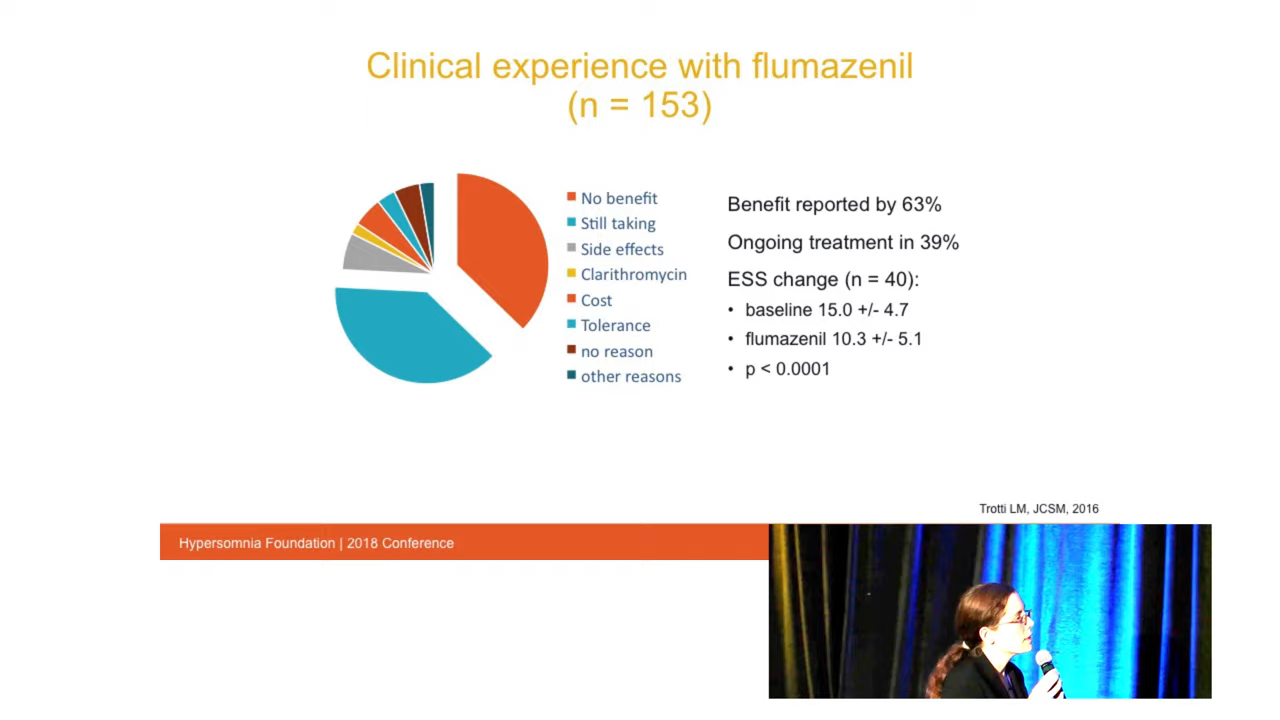 Clinical experience with flumazenil
(n = 153)
No benefit
Still taking
Side effects
Clarithromycin
Cost
Tolerance
no reason
other reasons
Benefit reported by 63%
Ongoing treatment in 39%
ESS change (n = 40):
• baseline 15.0 +/- 4.7
• flumazenil 10.3 +/- 5.1
• p < 0.0001
Trotti LM, JCSM, 2016
Hypersomnia Foundation | 2018 Conference